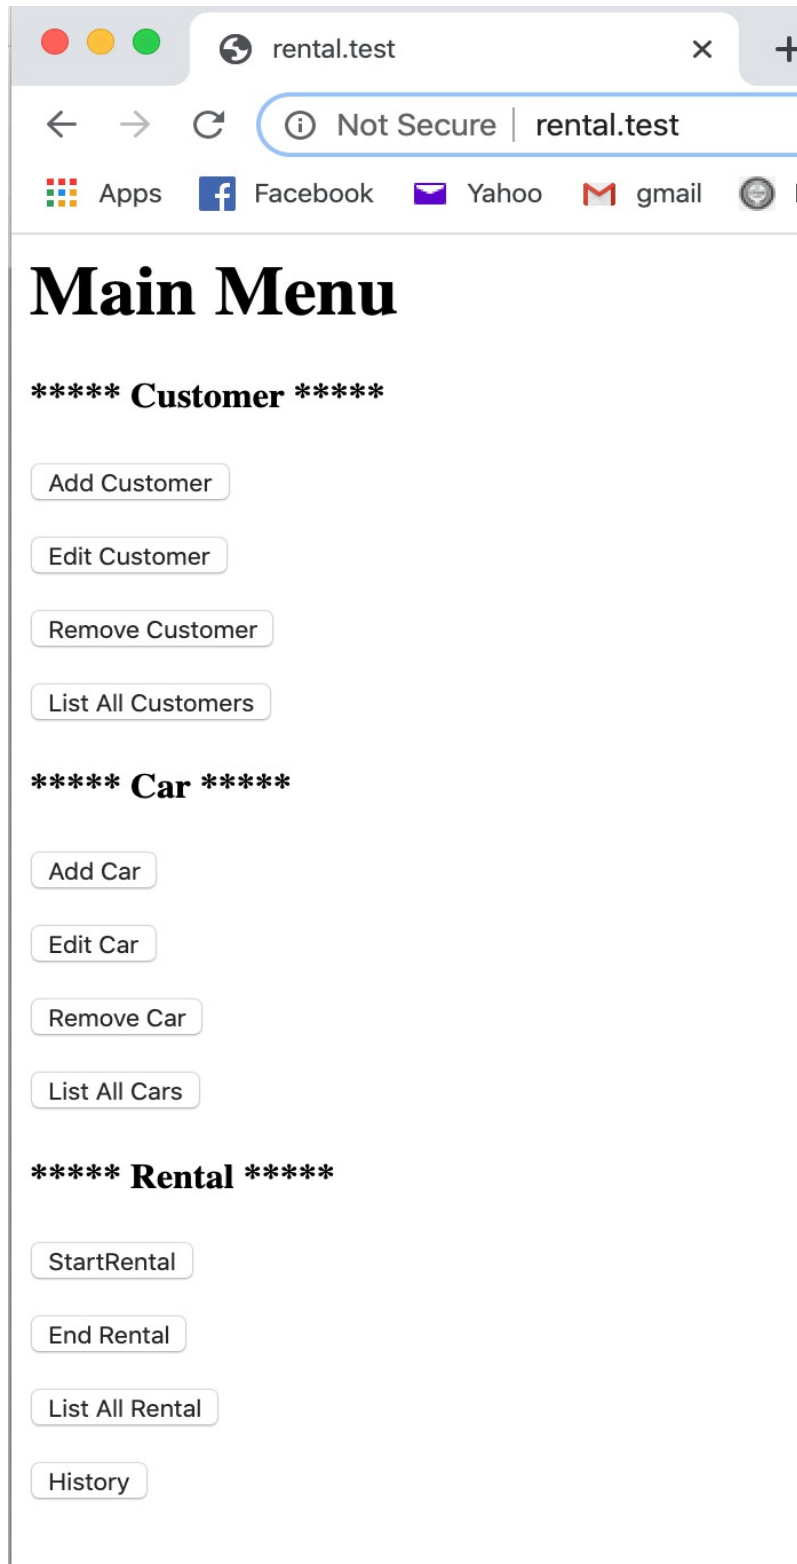 rental.test
Not Secure | rental.test
Apps Facebook Yahoo gmail
Main Menu
***** Customer *****
Add Customer
Edit Customer
Remove Customer
List All Customers
***** Car *****
Add Car
Edit Car
Remove Car
List All Cars
***** Rental *****
StartRental
End Rental
List All Rental
History